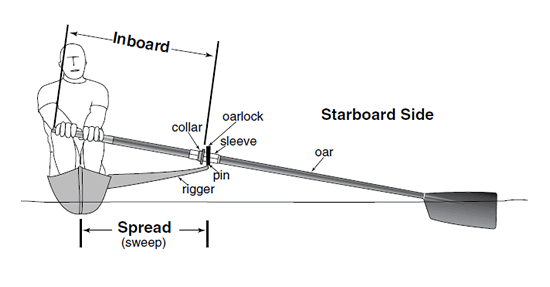 Inboard
oarlock
collar
sleeve
Starboard Side
oar
pin
rigger
Spread
(sweep)